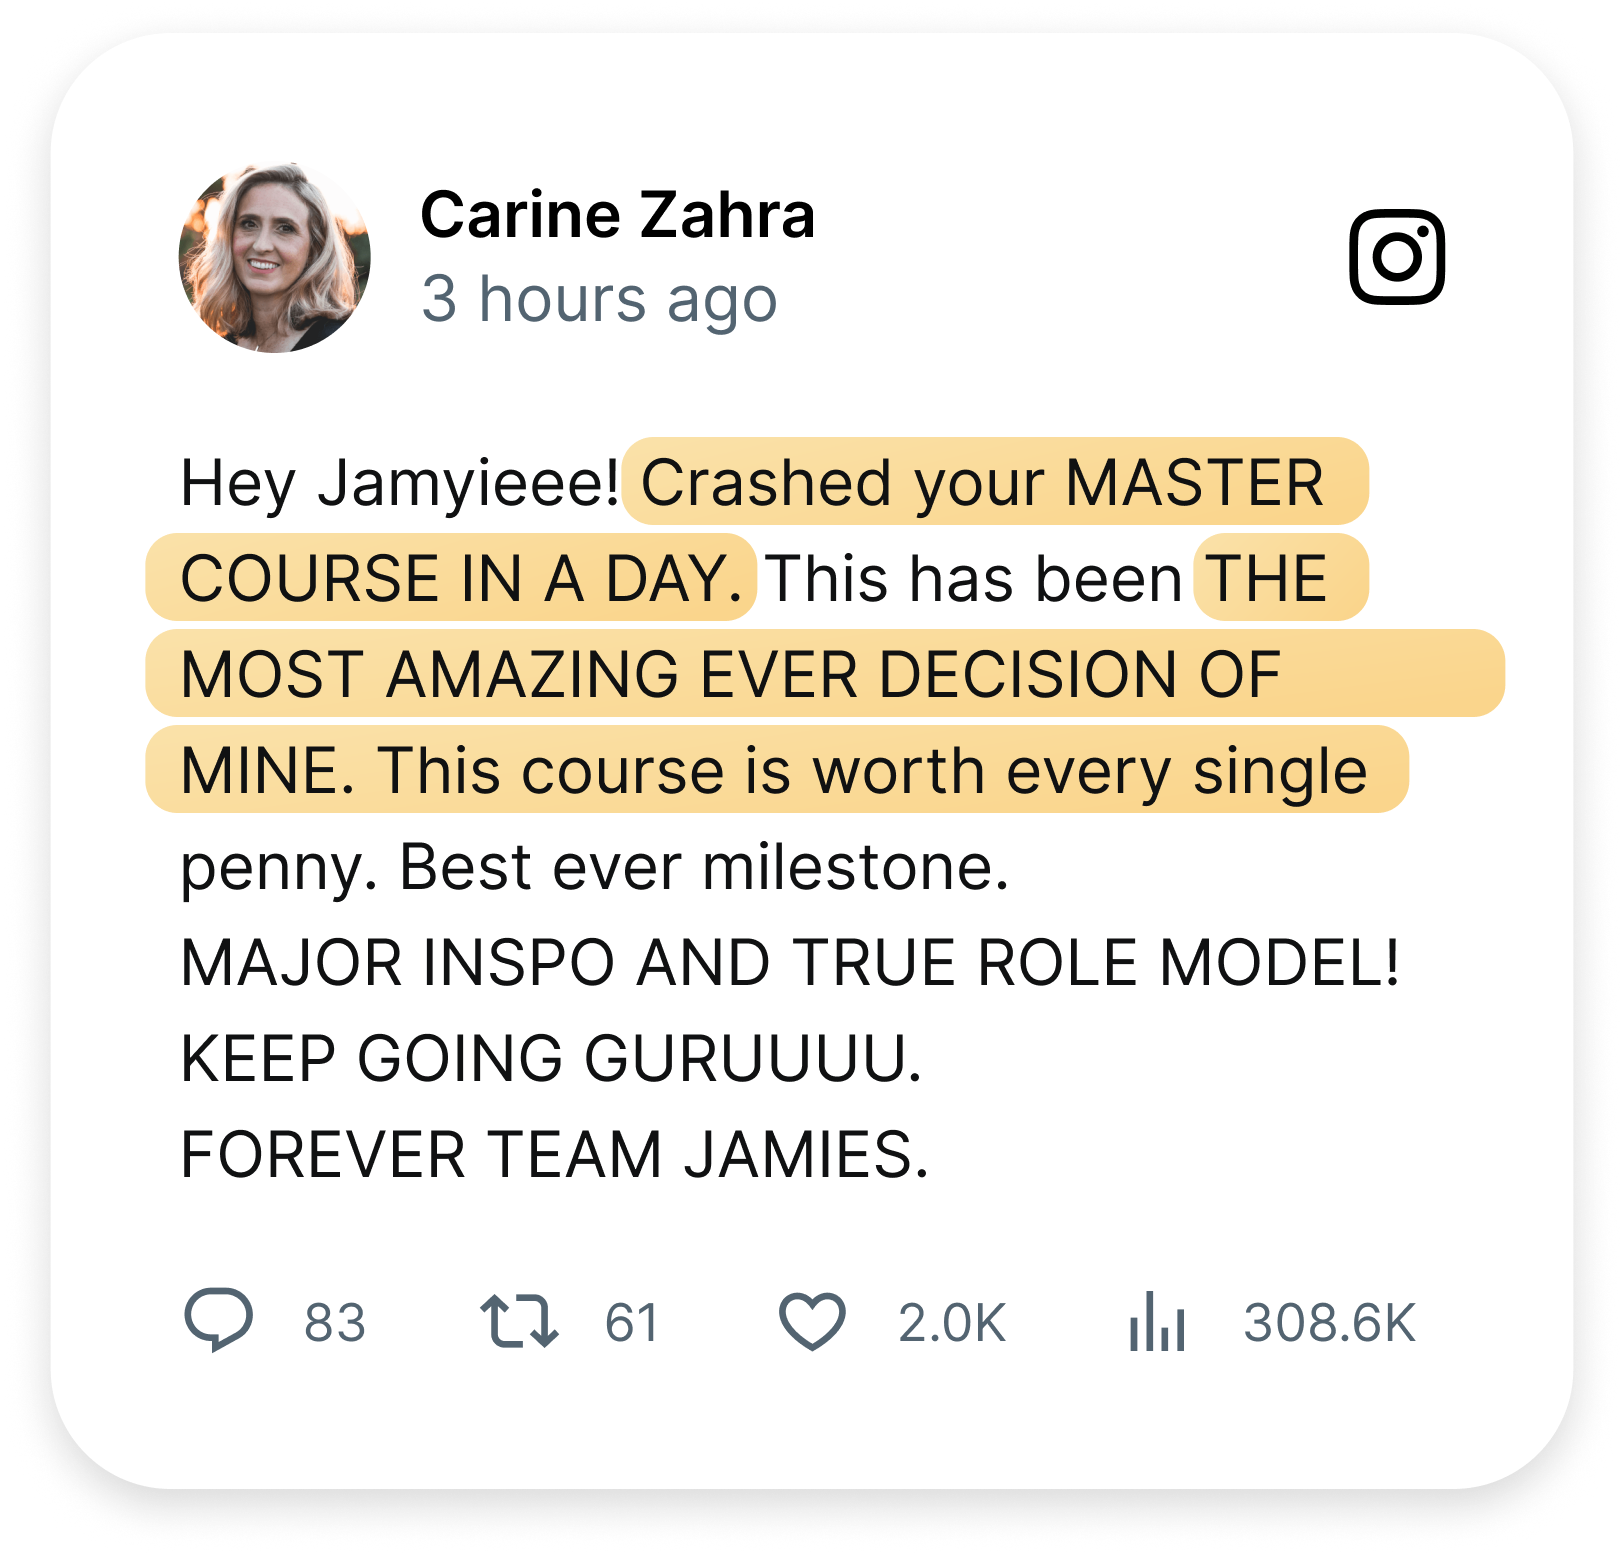 Carine Zahra
3 hours ago
Hey Jamyieee! Crashed your MASTER
COURSE IN A DAY. This has been THE
MOST AMAZING EVER DECISION OF
MINE. This course is worth every single
penny. Best ever milestone.
MAJOR INSPO AND TRUE ROLE MODEL!
KEEP GOING GURUUUU.
FOREVER TEAM JAMIES.
83 61 2.0K 308.6K